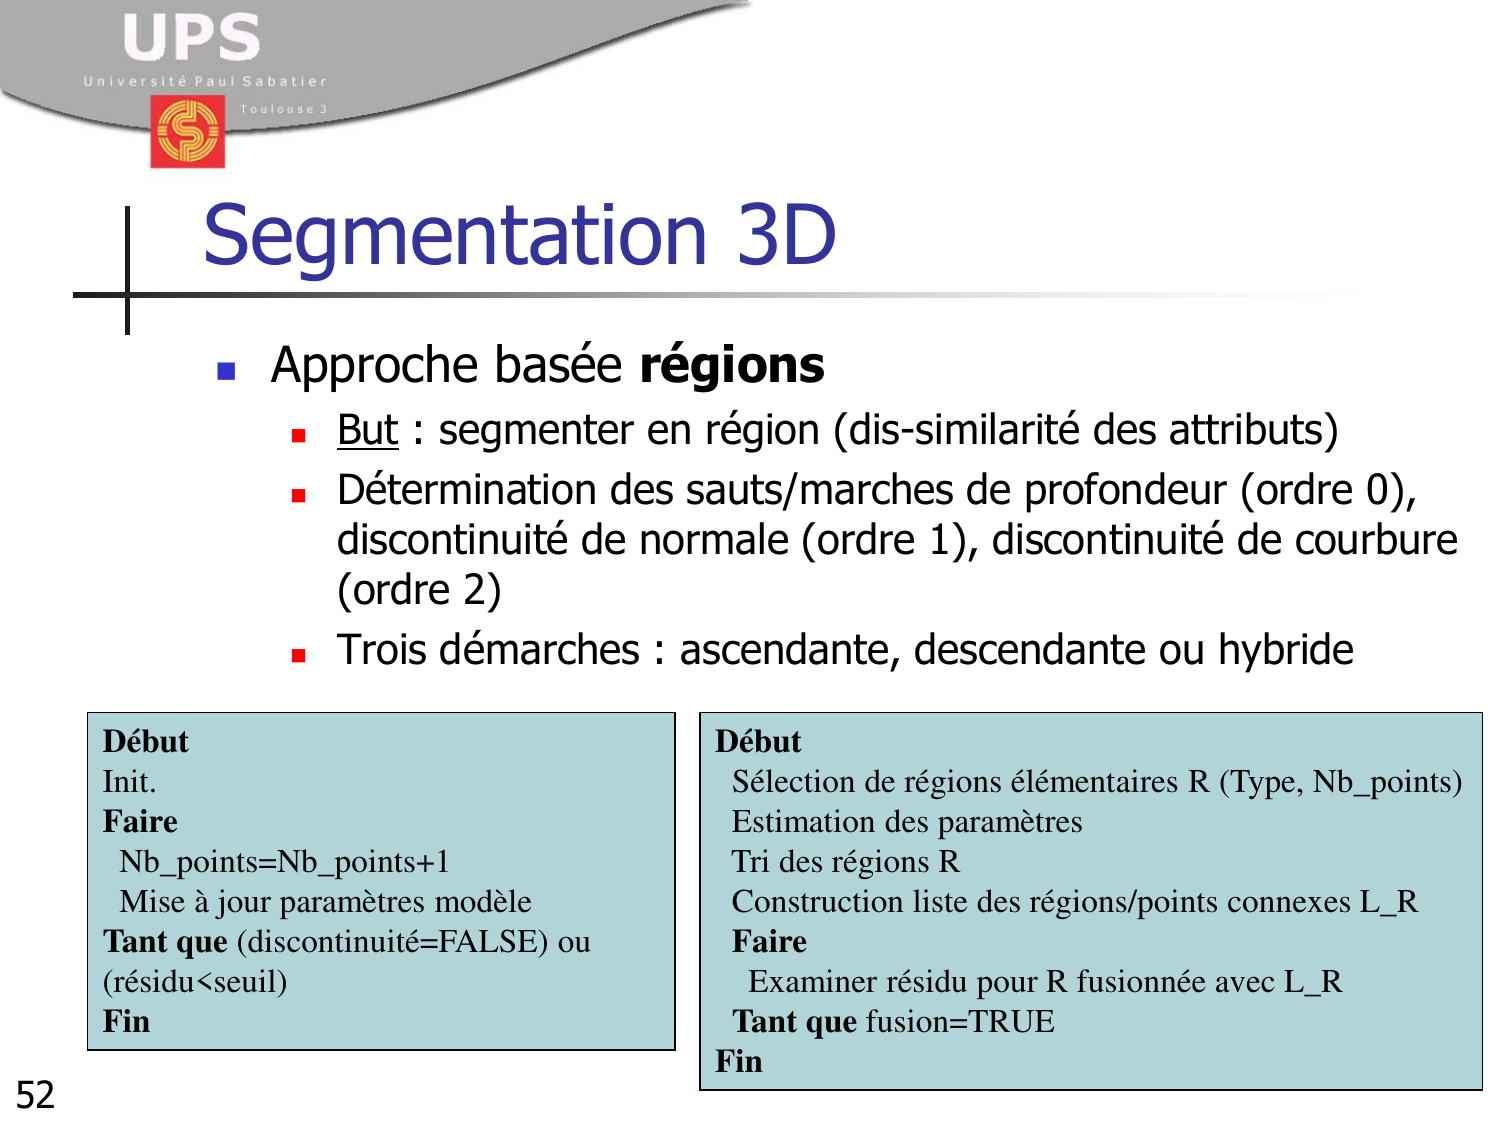 UPS
Université Paul Sabatier
Toulouse 3
Segmentation 3D
Approche basée régions
But : segmenter en région (dis-similarité des attributs)
Détermination des sauts/marches de profondeur (ordre 0),
discontinuité de normale (ordre 1), discontinuité de courbure
(ordre 2)
Trois démarches : ascendante, descendante ou hybride
Début
Init.
Faire
Nb_points=Nb_points+1
Mise à jour paramètres modèle
Tant que (discontinuité=FALSE) ou
(résidu<seuil)
Fin
Début
Sélection de régions élémentaires R (Type, Nb_points)
Estimation des paramètres
Tri des régions R
Construction liste des régions/points connexes L_R
Faire
Examiner résidu pour R fusionnée avec L_R
Tant que fusion=TRUE
Fin
52